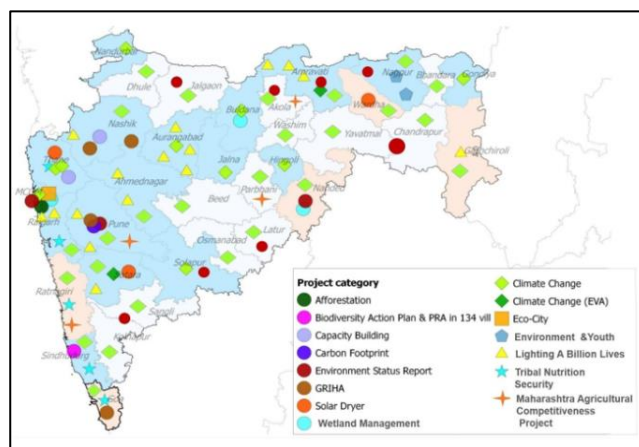 Nandurbar
Dhule
Jalgaon
Amravati
Nagpur
Bhandara
Gondiya
Akola
Wardha
Buldana
Nashik
Washim
Yavatmal
Chandrapur
Aurangabad
Jalna
Hingoli
Gadchiroli
Thane
Ahmednagar
Parbhani
Nanded
Beed
Raigarh
Pune
Latur
Osmanabad
Solapur
Satara
Ratnagiri
Sangli
Kolhapur
Sindhudurg
Goa
Project category
Afforestation
Biodiversity Action Plan & PRA in 134 vill
Capacity Building
Carbon Footprint
Environment Status Report
GRIHA
Solar Dryer
Wetland Management
Climate Change
Climate Change (EVA)
Eco-City
Environment &Youth
Lighting A Billion Lives
Tribal Nutrition
Security
Maharashtra Agricultural
Competitiveness
Project